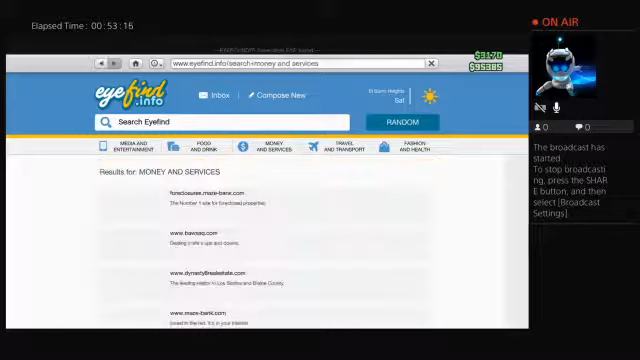 Elapsed Time : 00 : 53 : 16
ON AIR
www.eyefind.info/search=money and services
$3170
$95385
eyefind
.info
Inbox
Compose New
Sat
Search Eyefind
RANDOM
MEDIA AND
ENTERTAINMENT
FOOD
AND DRINK
MONEY
AND SERVICES
TRAVEL
AND TRANSPORT
FASHION
AND HEALTH
Results for: MONEY AND SERVICES
foreclosures.maze-bank.com
The Number 1 site for foreclosed properties.
www.bawsaq.com
Dealing in life's ups and downs.
www.dynasty8realestate.com
The leading realtor in Los Santos and Blaine County.
www.maze-bank.com
0
0
The broadcast has
started.
To stop broadcasti
ng, press the SHAR
E button, and then
select [Broadcast
Settings].